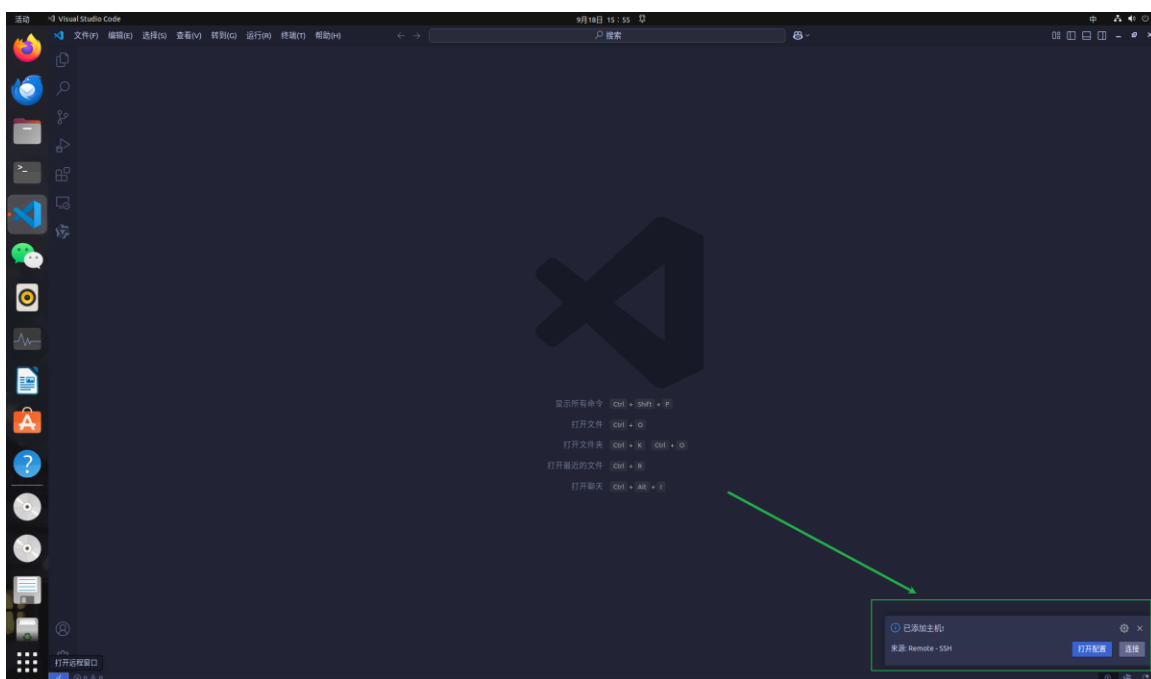 活动 Visual Studio Code 9月18日 15：55 中
文件(F) 编辑(E) 选择(S) 查看(V) 转到(G) 运行(R) 终端(T) 帮助(H) 搜索
显示所有命令 Ctrl + Shift + P
打开文件 Ctrl + O
打开文件夹 Ctrl + K Ctrl + O
打开最近的文件 Ctrl + R
打开聊天 Ctrl + Alt + I
已添加主机!
来源: Remote - SSH 打开配置 连接
打开远程窗口